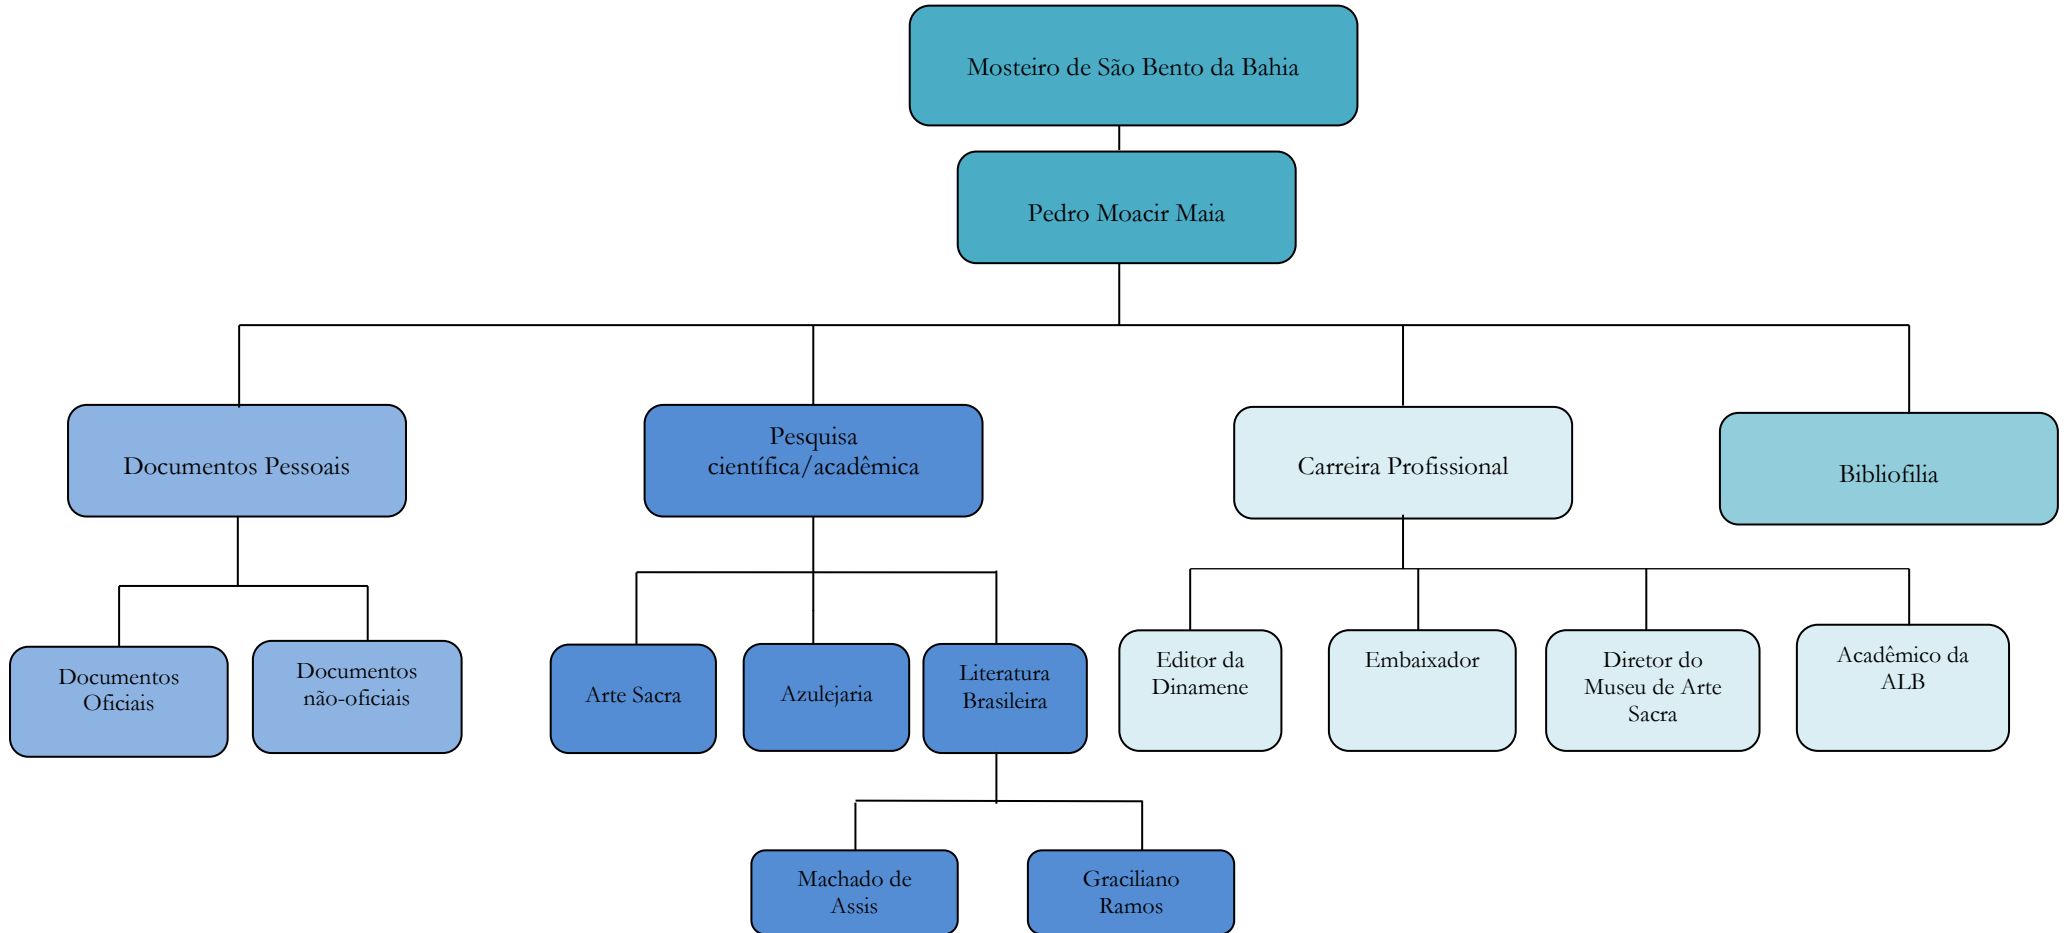 Mosteiro de São Bento da Bahia
Pedro Moacir Maia
Documentos Pessoais
Pesquisa
científica/acadêmica
Carreira Profissional
Bibliofilia
Documentos
Oficiais
Documentos
não-oficiais
Arte Sacra
Azulejaria
Literatura
Brasileira
Editor da
Dinamene
Embaixador
Diretor do
Museu de Arte
Sacra
Acadêmico da
ALB
Machado de
Assis
Graciliano
Ramos